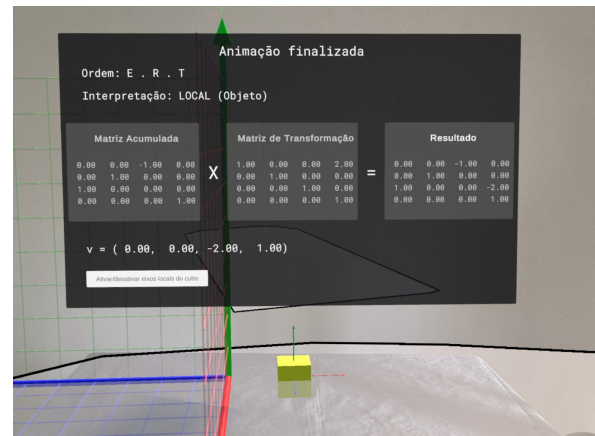 Animação finalizada
Ordem: E . R . T
Interpretação: LOCAL (Objeto)
Matriz Acumulada
0.00 0.00 -1.00 0.00
0.00 1.00 0.00 0.00
1.00 0.00 0.00 0.00
0.00 0.00 0.00 1.00
X
Matriz de Transformação
1.00 0.00 0.00 2.00
0.00 1.00 0.00 0.00
0.00 0.00 1.00 0.00
0.00 0.00 0.00 1.00
=
Resultado
0.00 0.00 -1.00 0.00
0.00 1.00 0.00 0.00
1.00 0.00 0.00 -2.00
0.00 0.00 0.00 1.00
v = ( 0.00, 0.00, -2.00, 1.00)
Ativar/desativar eixos locais do cubo